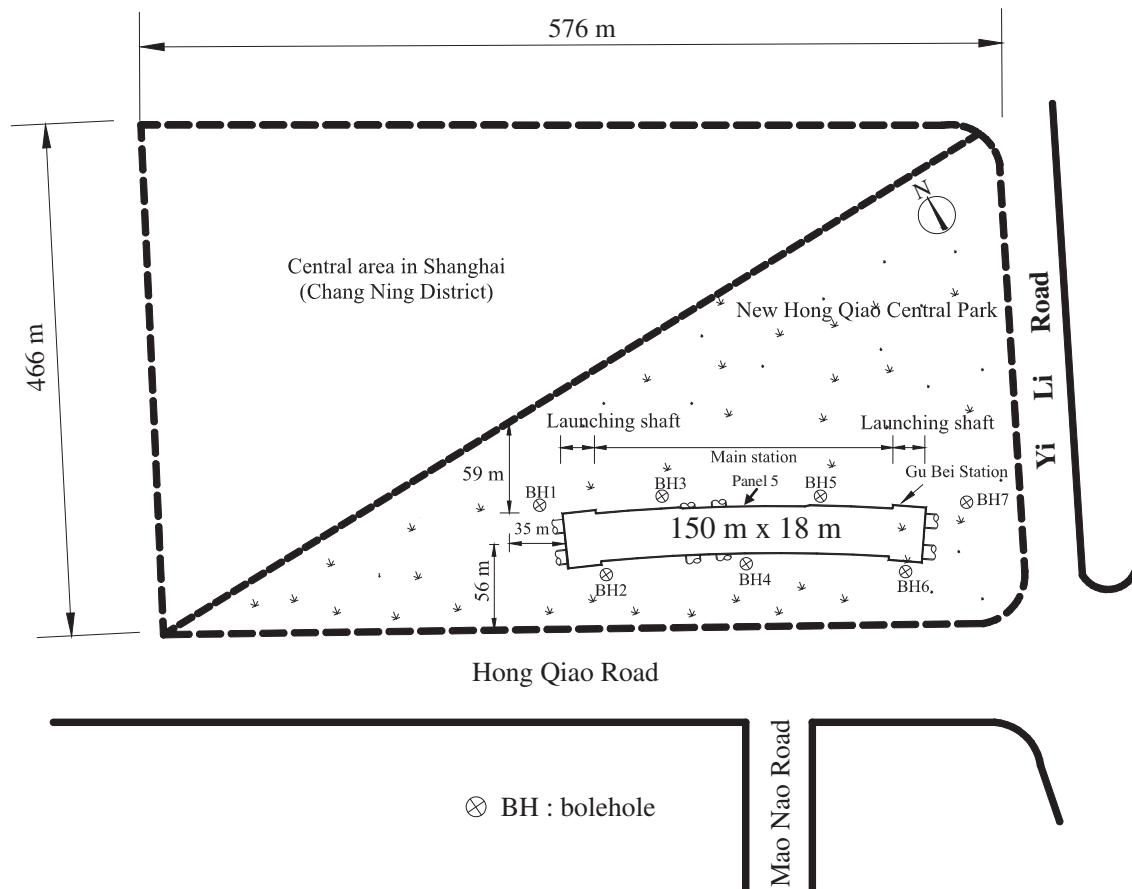 576 m
466 m
N
Central area in Shanghai
(Chang Ning District)
New Hong Qiao Central Park
Yi Li Road
Launching shaft
Launching shaft
Main station
59 m
Gu Bei Station
Panel 5
BH1
BH3
BH5
BH7
35 m
150 m x 18 m
56 m
BH2
BH4
BH6
Hong Qiao Road
Mao Nao Road
BH : bolehole